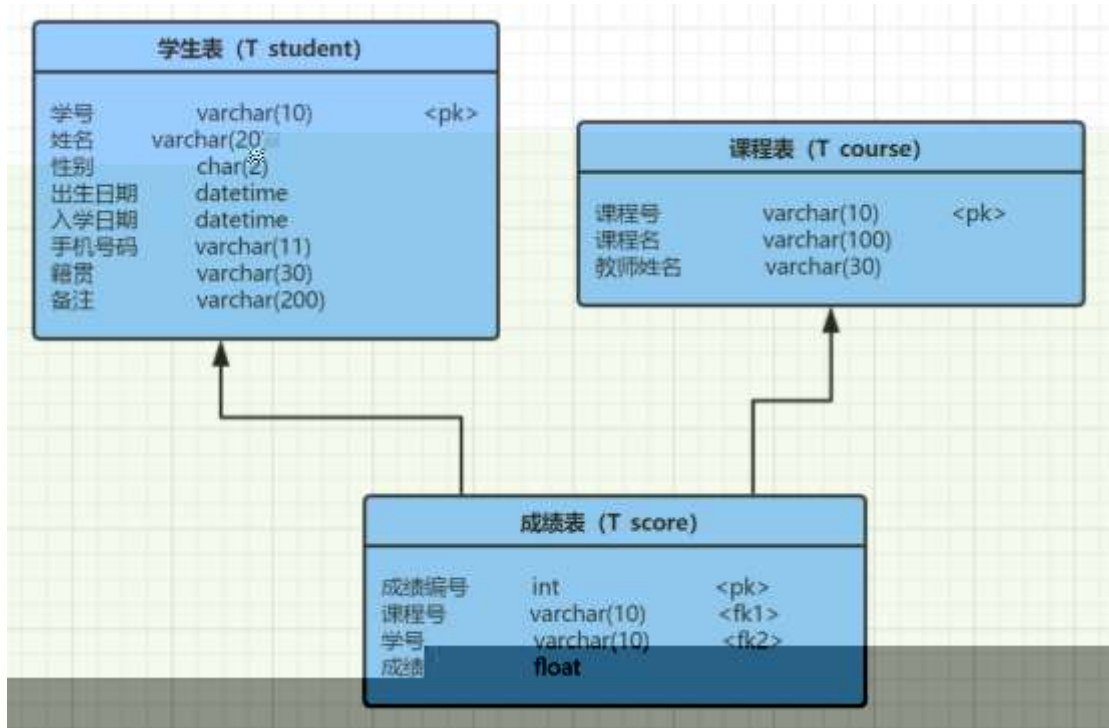 学生表 (T student)
学号 varchar(10) <pk>
姓名 varchar(20
性别 char(2)
出生日期 datetime
入学日期 datetime
手机号码 varchar(11)
籍贯 varchar(30)
备注 varchar(200)
课程表 (T course)
课程号 varchar(10) <pk>
课程名 varchar(100)
教师姓名 varchar(30)
成绩表 (T score)
成绩编号 int <pk>
课程号 varchar(10) <fk1>
学号 varchar(10) <fk2>
成绩 float